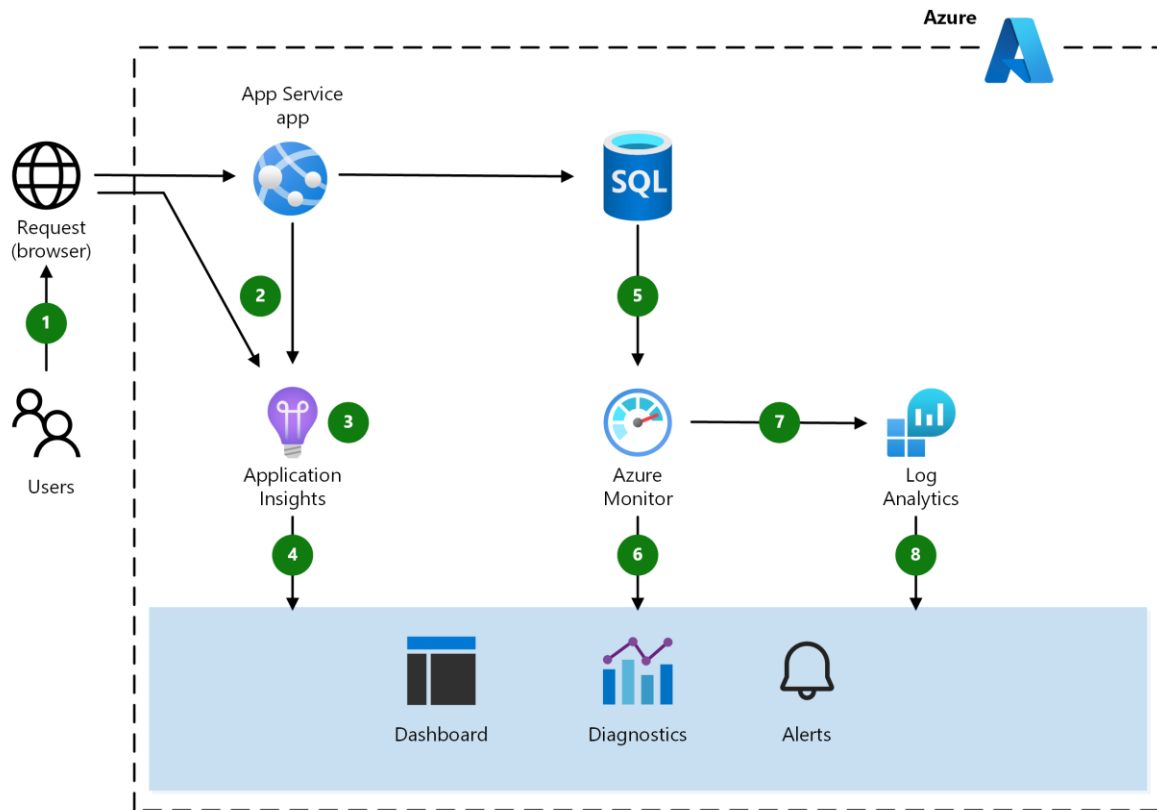 Azure
App Service
app
SQL
Request
(browser)
1
2
5
Users
3
7
Application
Insights
Azure
Monitor
Log
Analytics
4
6
8
Dashboard
Diagnostics
Alerts